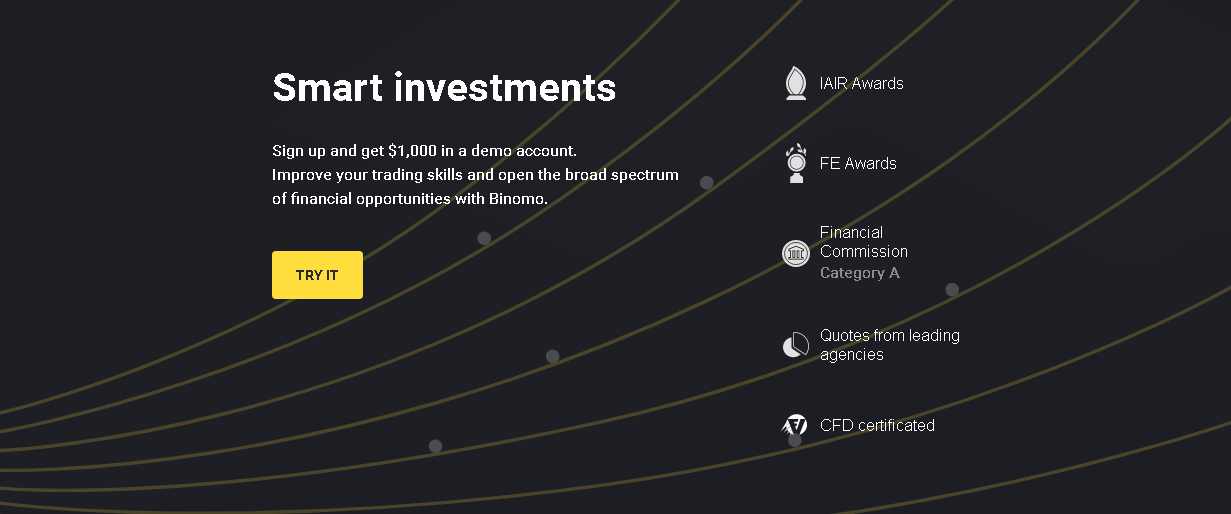 Smart investments
Sign up and get $1,000 in a demo account.
Improve your trading skills and open the broad spectrum
of financial opportunities with Binomo.
TRY IT
IAIR Awards
FE Awards
Financial
Commission
Category A
Quotes from leading
agencies
CFD certificated